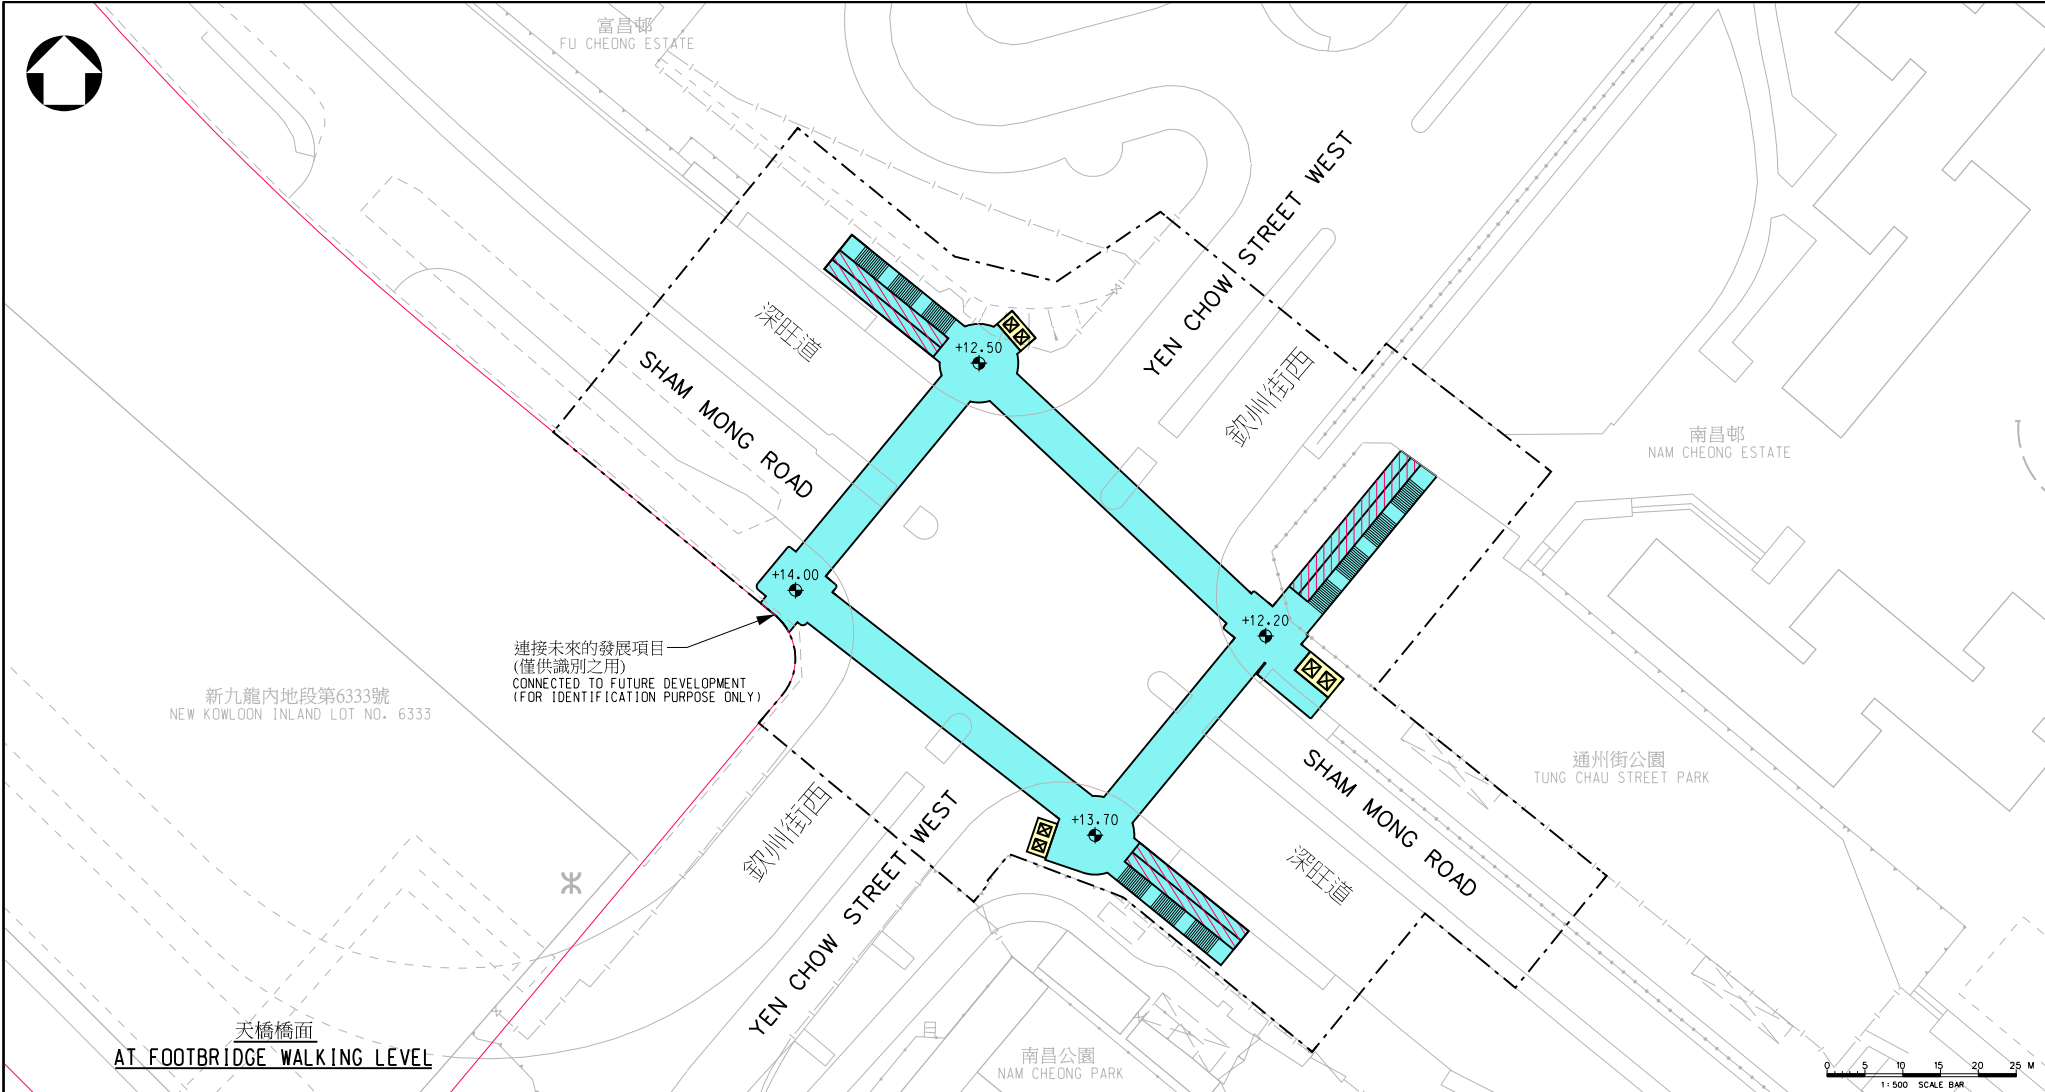 富昌邨
FU CHEONG ESTATE
YEN CHOW STREET WEST
欽州街西
深旺道
SHAM MONG ROAD
+12.50
南昌邨
NAM CHEONG ESTATE
+14.00
+12.20
連接未來的發展項目
(僅供識別之用)
CONNECTED TO FUTURE DEVELOPMENT
(FOR IDENTIFICATION PURPOSE ONLY)
新九龍內地段第6333號
NEW KOWLOON INLAND LOT NO. 6333
通州街公園
TUNG CHAU STREET PARK
SHAM MONG ROAD
深旺道
+13.70
欽州街西
YEN CHOW STREET WEST
天橋橋面
AT FOOTBRIDGE WALKING LEVEL
南昌公園
NAM CHEONG PARK
0 5 10 15 20 25 M
1:500 SCALE BAR